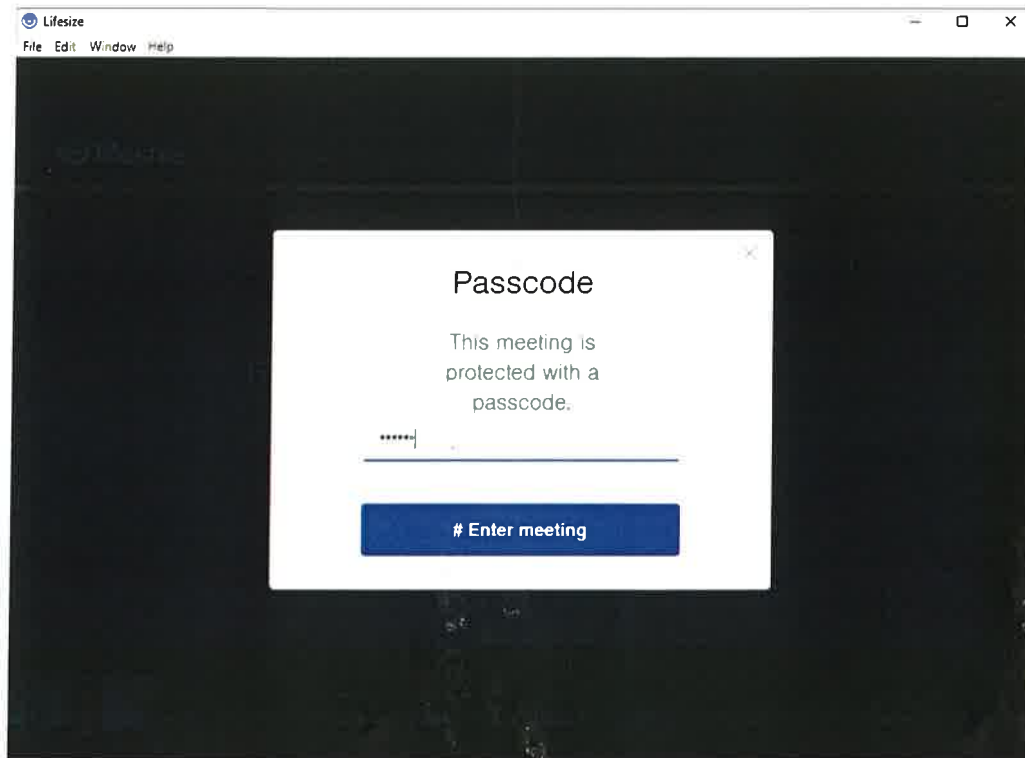 Lifesize
File Edit Window Help
Passcode
This meeting is
protected with a
passcode.
******
# Enter meeting